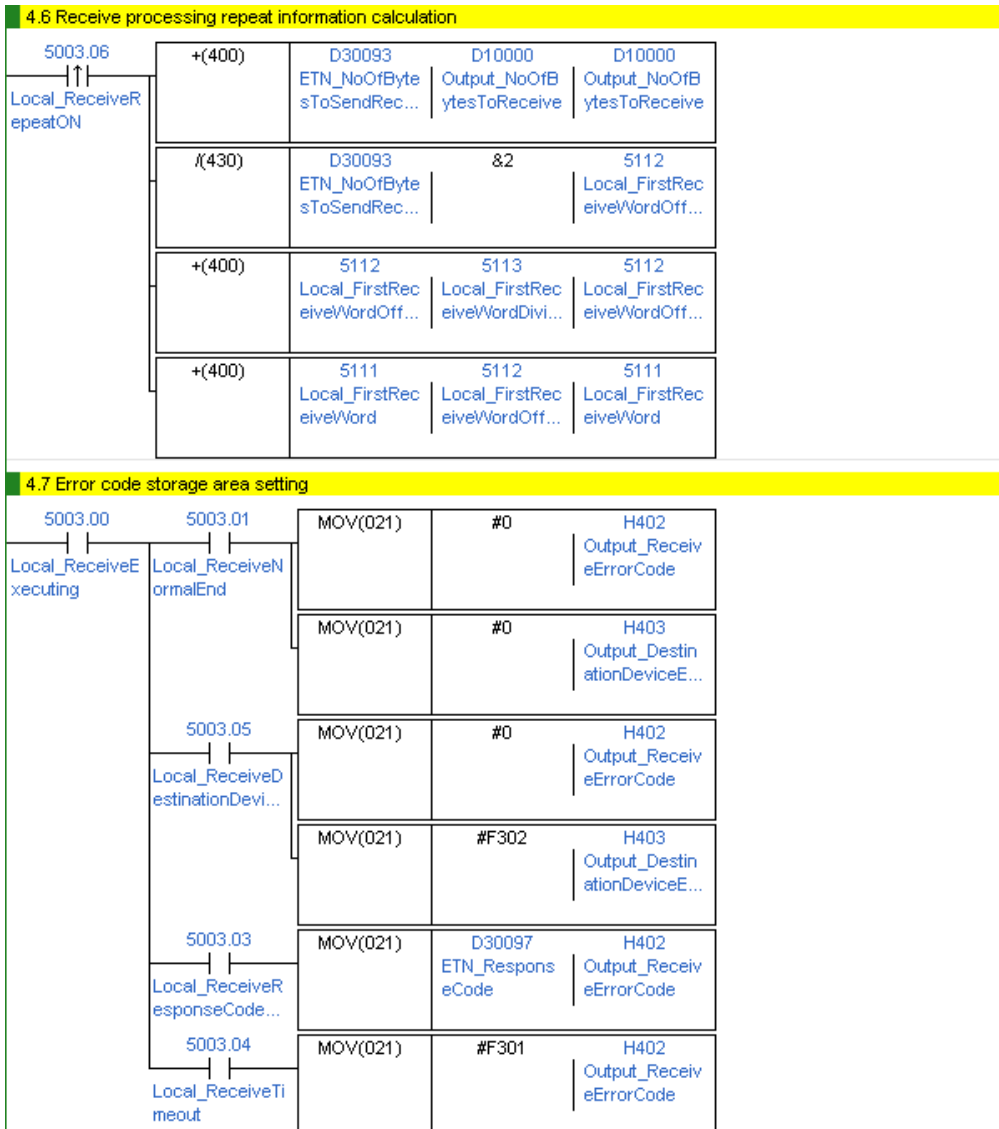 4.6 Receive processing repeat information calculation
5003.06
Local_ReceiveR
epeatON
+(400)
D30093
ETN_NoOfByte
sToSendRec...
D10000
Output_NoOfB
ytesToReceive
D10000
Output_NoOfB
ytesToReceive
/(430)
D30093
ETN_NoOfByte
sToSendRec...
&2
5112
Local_FirstRec
eiveWordOff...
+(400)
5112
Local_FirstRec
eiveWordOff...
5113
Local_FirstRec
eiveWordDivi...
5112
Local_FirstRec
eiveWordOff...
+(400)
5111
Local_FirstRec
eiveWord
5112
Local_FirstRec
eiveWordOff...
5111
Local_FirstRec
eiveWord
4.7 Error code storage area setting
5003.00
Local_ReceiveE
xecuting
5003.01
Local_ReceiveN
ormalEnd
MOV(021)
#0
H402
Output_Receiv
eErrorCode
MOV(021)
#0
H403
Output_Destin
ationDeviceE...
5003.05
Local_ReceiveD
estinationDevi...
MOV(021)
#0
H402
Output_Receiv
eErrorCode
MOV(021)
#F302
H403
Output_Destin
ationDeviceE...
5003.03
Local_ReceiveR
esponseCode...
MOV(021)
D30097
ETN_Respons
eCode
H402
Output_Receiv
eErrorCode
5003.04
Local_ReceiveTi
meout
MOV(021)
#F301
H402
Output_Receiv
eErrorCode